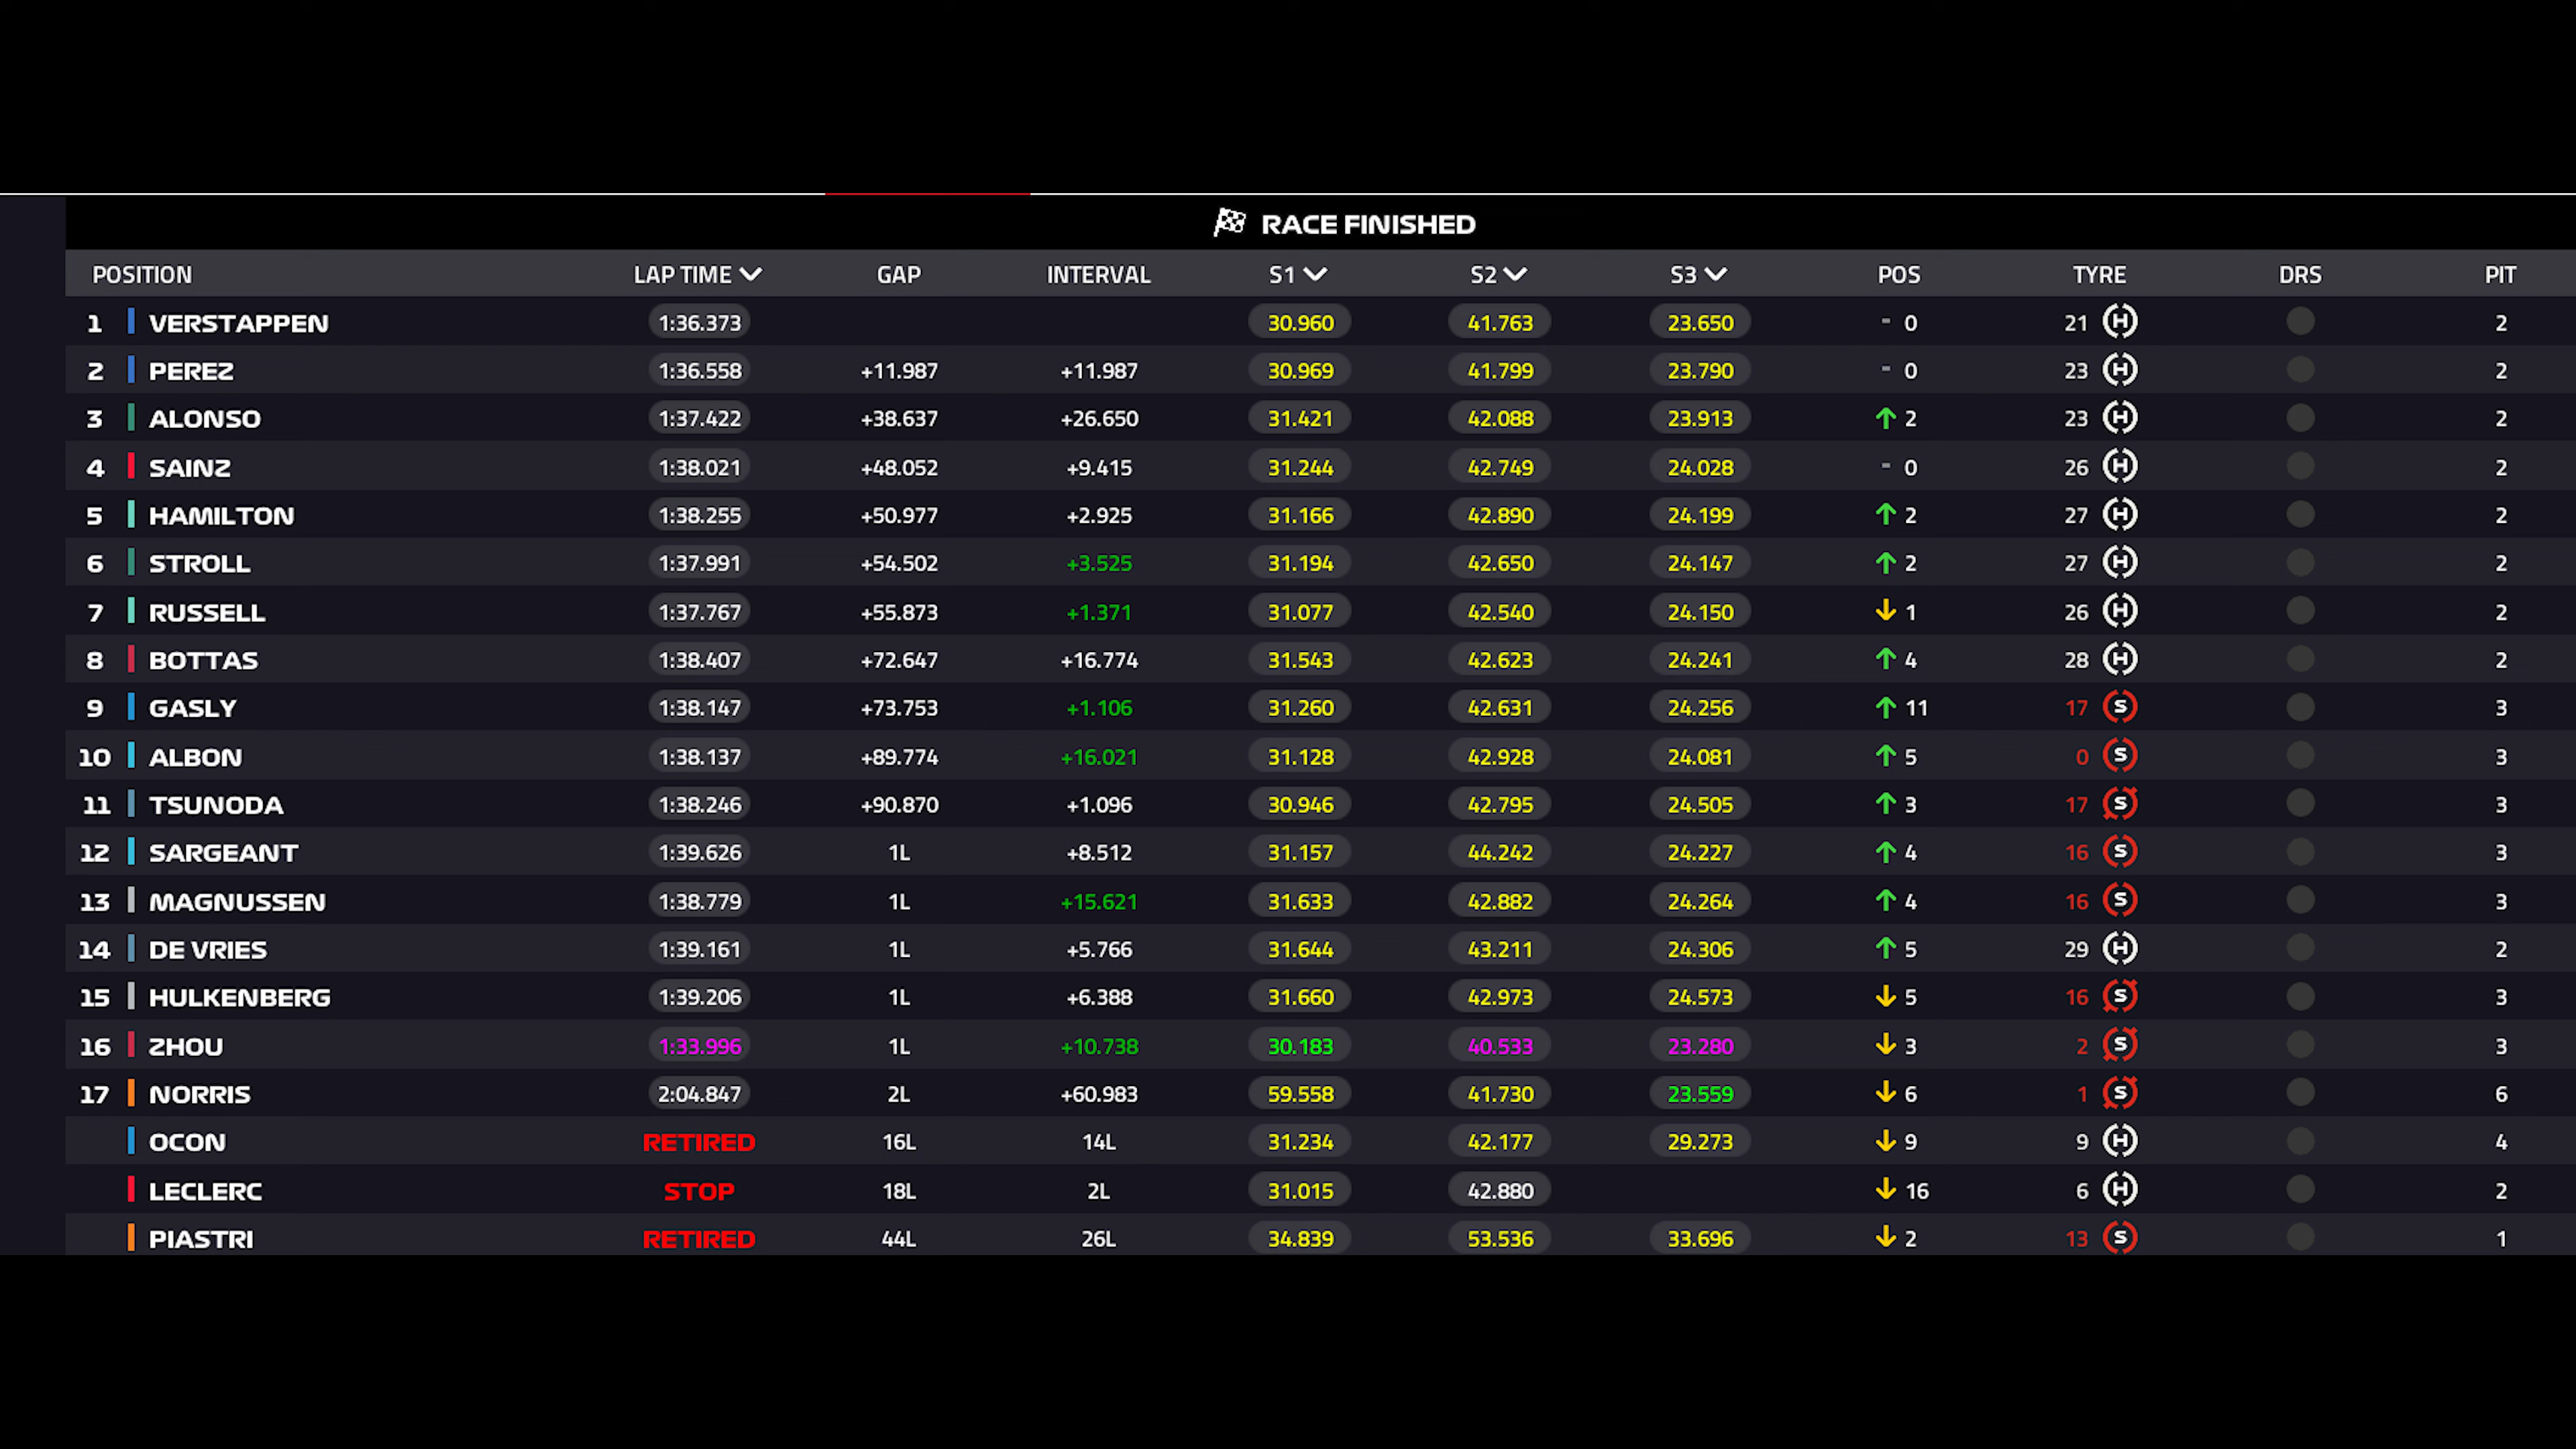 RACE FINISHED
POSITION LAP TIME GAP INTERVAL S1 S2 S3 POS TYRE DRS PIT
1 VERSTAPPEN 1:36.373 30.960 41.763 23.650 - 0 21 H 2
2 PEREZ 1:36.558 +11.987 +11.987 30.969 41.799 23.790 - 0 23 H 2
3 ALONSO 1:37.422 +38.637 +26.650 31.421 42.088 23.913 2 23 H 2
4 SAINZ 1:38.021 +48.052 +9.415 31.244 42.749 24.028 - 0 26 H 2
5 HAMILTON 1:38.255 +50.977 +2.925 31.166 42.890 24.199 2 27 H 2
6 STROLL 1:37.991 +54.502 +3.525 31.194 42.650 24.147 2 27 H 2
7 RUSSELL 1:37.767 +55.873 +1.371 31.077 42.540 24.150 1 26 H 2
8 BOTTAS 1:38.407 +72.647 +16.774 31.543 42.623 24.241 4 28 H 2
9 GASLY 1:38.147 +73.753 +1.106 31.260 42.631 24.256 11 17 S 3
10 ALBON 1:38.137 +89.774 +16.021 31.128 42.928 24.081 5 0 S 3
11 TSUNODA 1:38.246 +90.870 +1.096 30.946 42.795 24.505 3 17 S 3
12 SARGEANT 1:39.626 1L +8.512 31.157 44.242 24.227 4 16 S 3
13 MAGNUSSEN 1:38.779 1L +15.621 31.633 42.882 24.264 4 16 S 3
14 DE VRIES 1:39.161 1L +5.766 31.644 43.211 24.306 5 29 H 2
15 HULKENBERG 1:39.206 1L +6.388 31.660 42.973 24.573 5 16 S 3
16 ZHOU 1:33.996 1L +10.738 30.183 40.533 23.280 3 2 S 3
17 NORRIS 2:04.847 2L +60.983 59.558 41.730 23.559 6 1 S 6
OCON RETIRED 16L 14L 31.234 42.177 29.273 9 9 H 4
LECLERC STOP 18L 2L 31.015 42.880 16 6 H 2
PIASTRI RETIRED 44L 26L 34.839 53.536 33.696 2 13 S 1